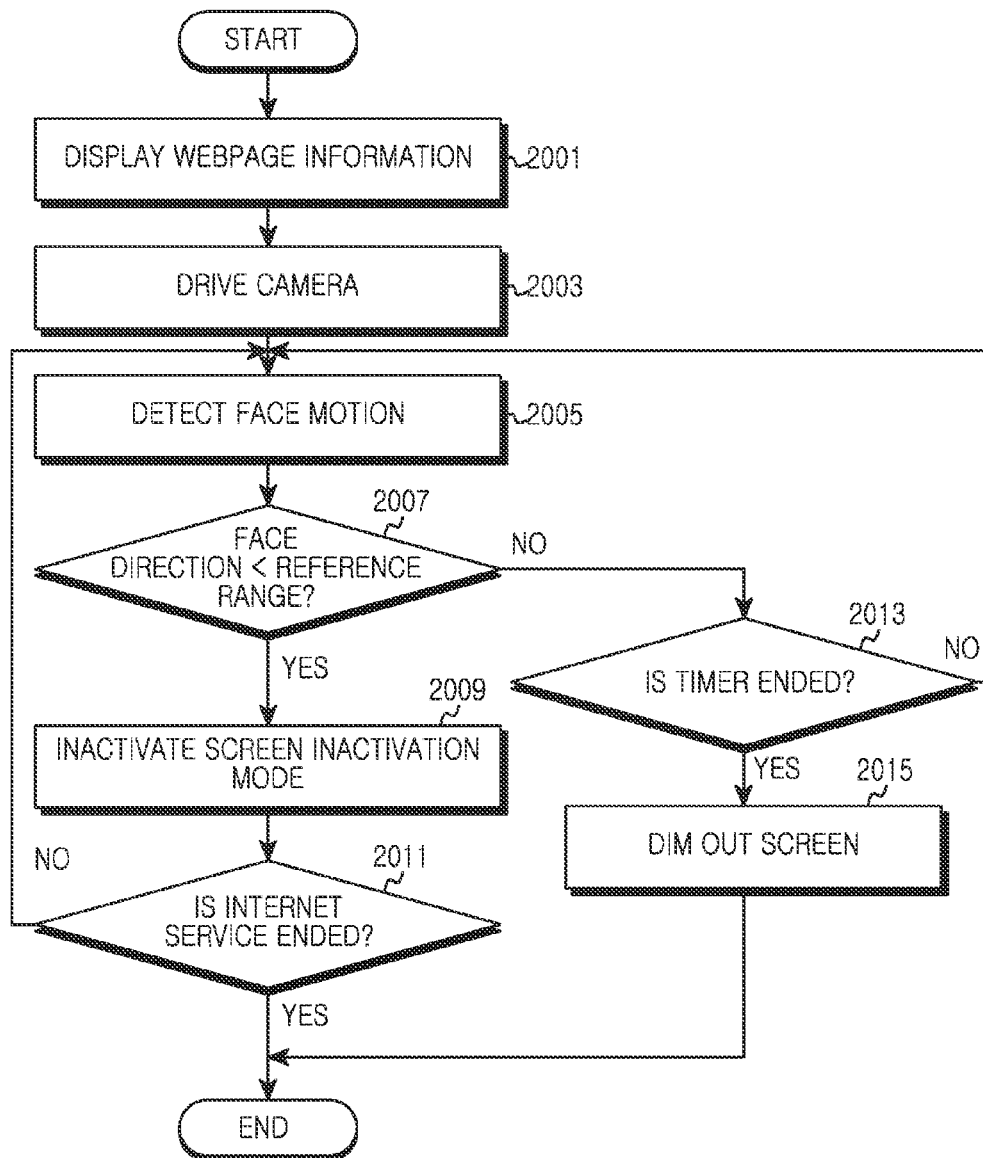 START
DISPLAY WEBPAGE INFORMATION
2001
DRIVE CAMERA
2003
DETECT FACE MOTION
2005
2007
FACE
DIRECTION < REFERENCE
RANGE?
NO
YES
2013
NO
IS TIMER ENDED?
2009
INACTIVATE SCREEN INACTIVATION
MODE
YES
2015
DIM OUT SCREEN
NO
2011
IS INTERNET
SERVICE ENDED?
YES
END